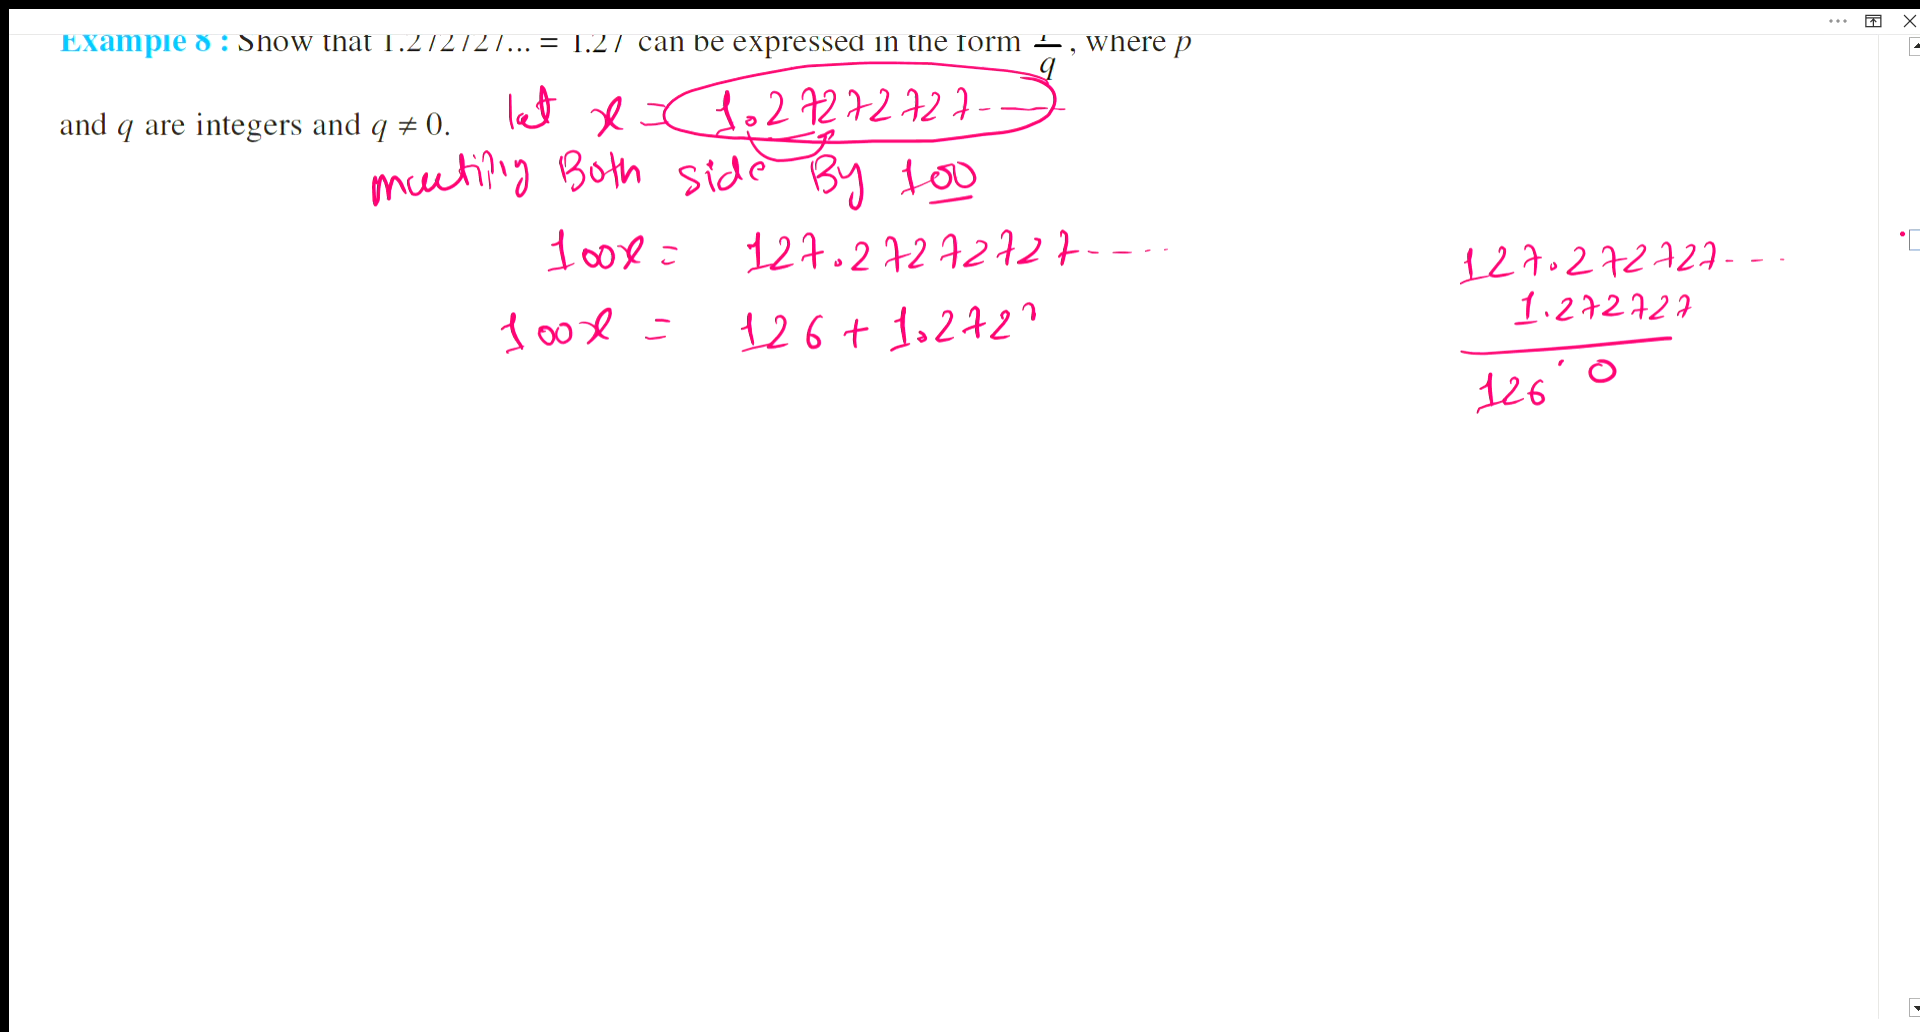 Example 8 : Show that 1.272727... = 1.27 can be expressed in the form p/q, where p
and q are integers and q ≠ 0.
let x = 1.27272727----
Both side By 100
100x = 127.27272727----
100x = 126 + 1.2727
127.272727----
1.272727
126.0